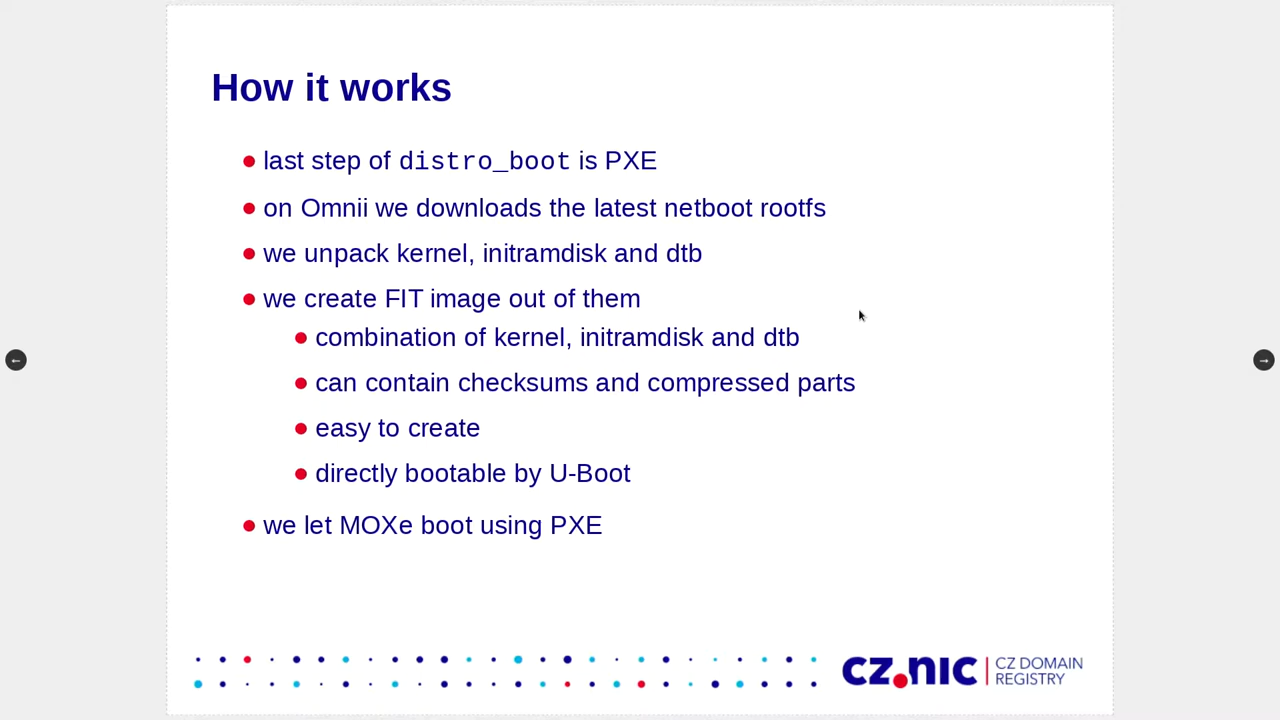 How it works
last step of distro_boot is PXE
on Omnii we downloads the latest netboot rootfs
we unpack kernel, initramdisk and dtb
we create FIT image out of them
combination of kernel, initramdisk and dtb
can contain checksums and compressed parts
easy to create
directly bootable by U-Boot
we let MOXe boot using PXE
cz.nic
CZ DOMAIN
REGISTRY